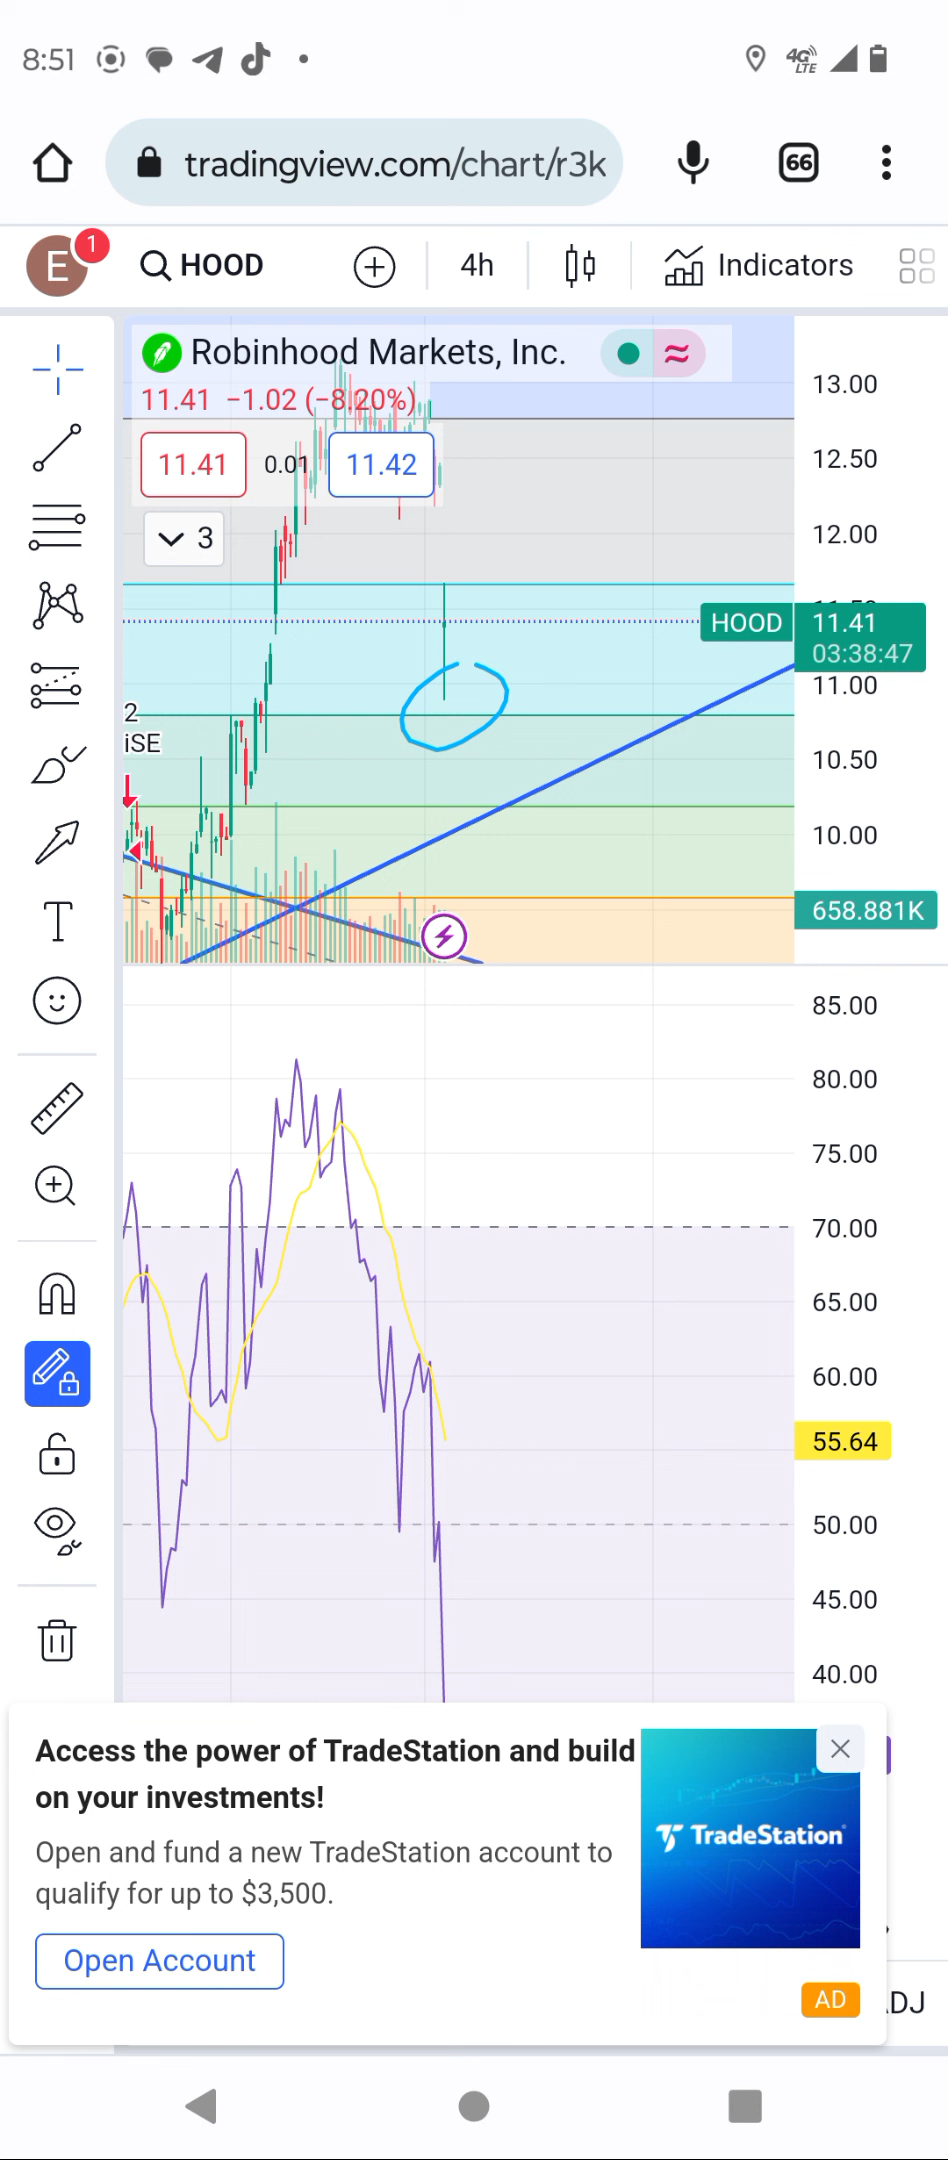 8:51
4G LTE
tradingview.com/chart/r3k
66
E
1
HOOD
4h
Indicators
Robinhood Markets, Inc.
11.41 −1.02 (−8.20%)
11.41
0.01
11.42
3
13.00
12.50
12.00
HOOD
11.41
03:38:47
11.00
2
iSE
10.50
10.00
658.881K
85.00
80.00
75.00
70.00
65.00
60.00
55.64
50.00
45.00
40.00
Access the power of TradeStation and build
on your investments!
Open and fund a new TradeStation account to
qualify for up to $3,500.
Open Account
TradeStation
AD
DJ